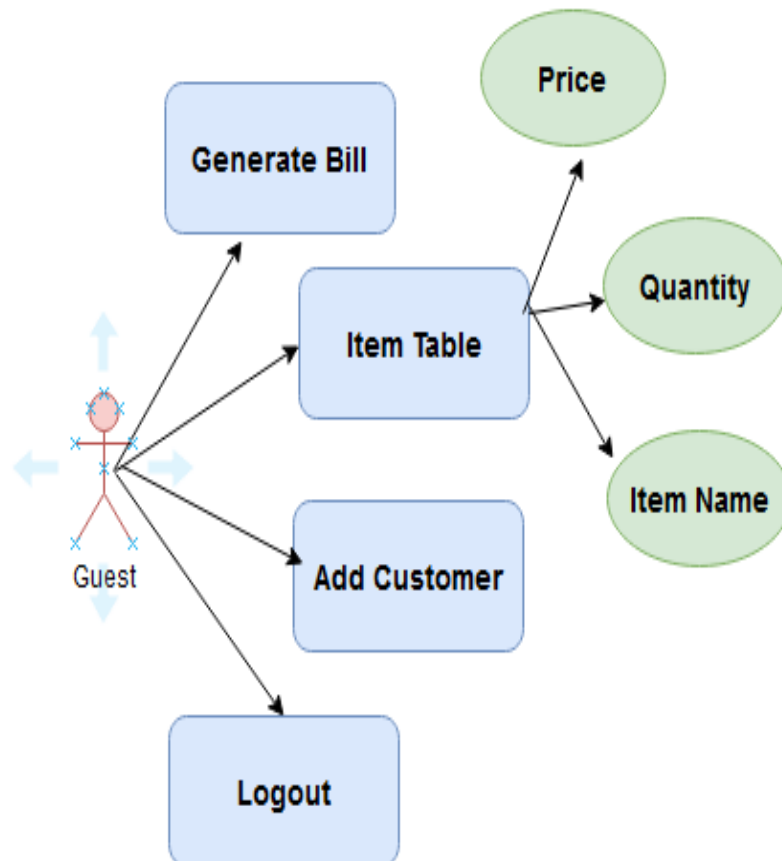 Price
Generate Bill
Quantity
Item Table
Item Name
Guest
Add Customer
Logout